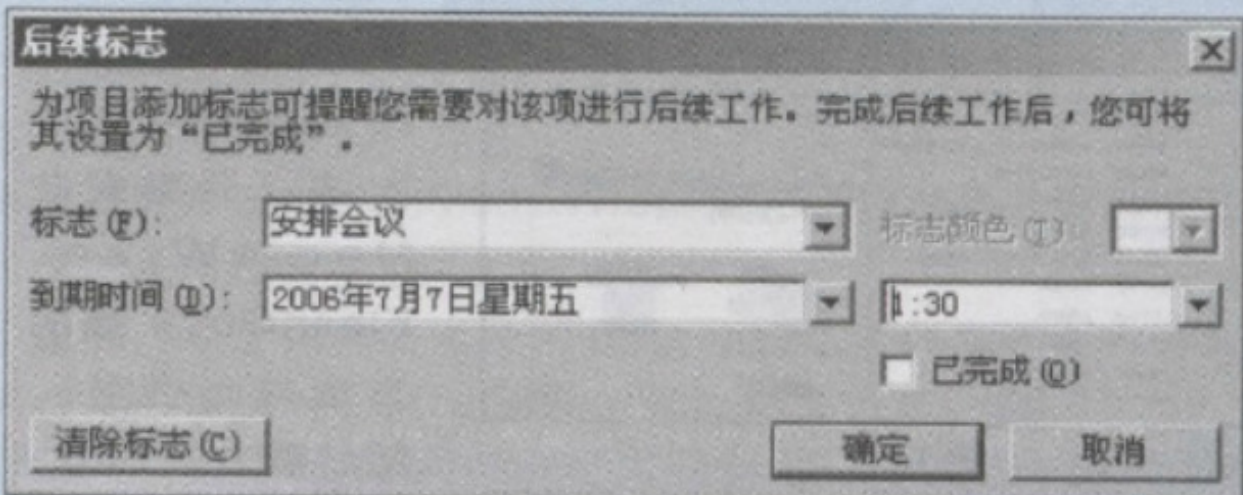 后续标志
为项目添加标志可提醒您需要对该项进行后续工作。完成后续工作后，您可将
其设置为“已完成”。
标志(F): 安排会议 标志颜色(T):
到期时间(D): 2006年7月7日星期五 1:30
已完成(O)
清除标志(C) 确定 取消